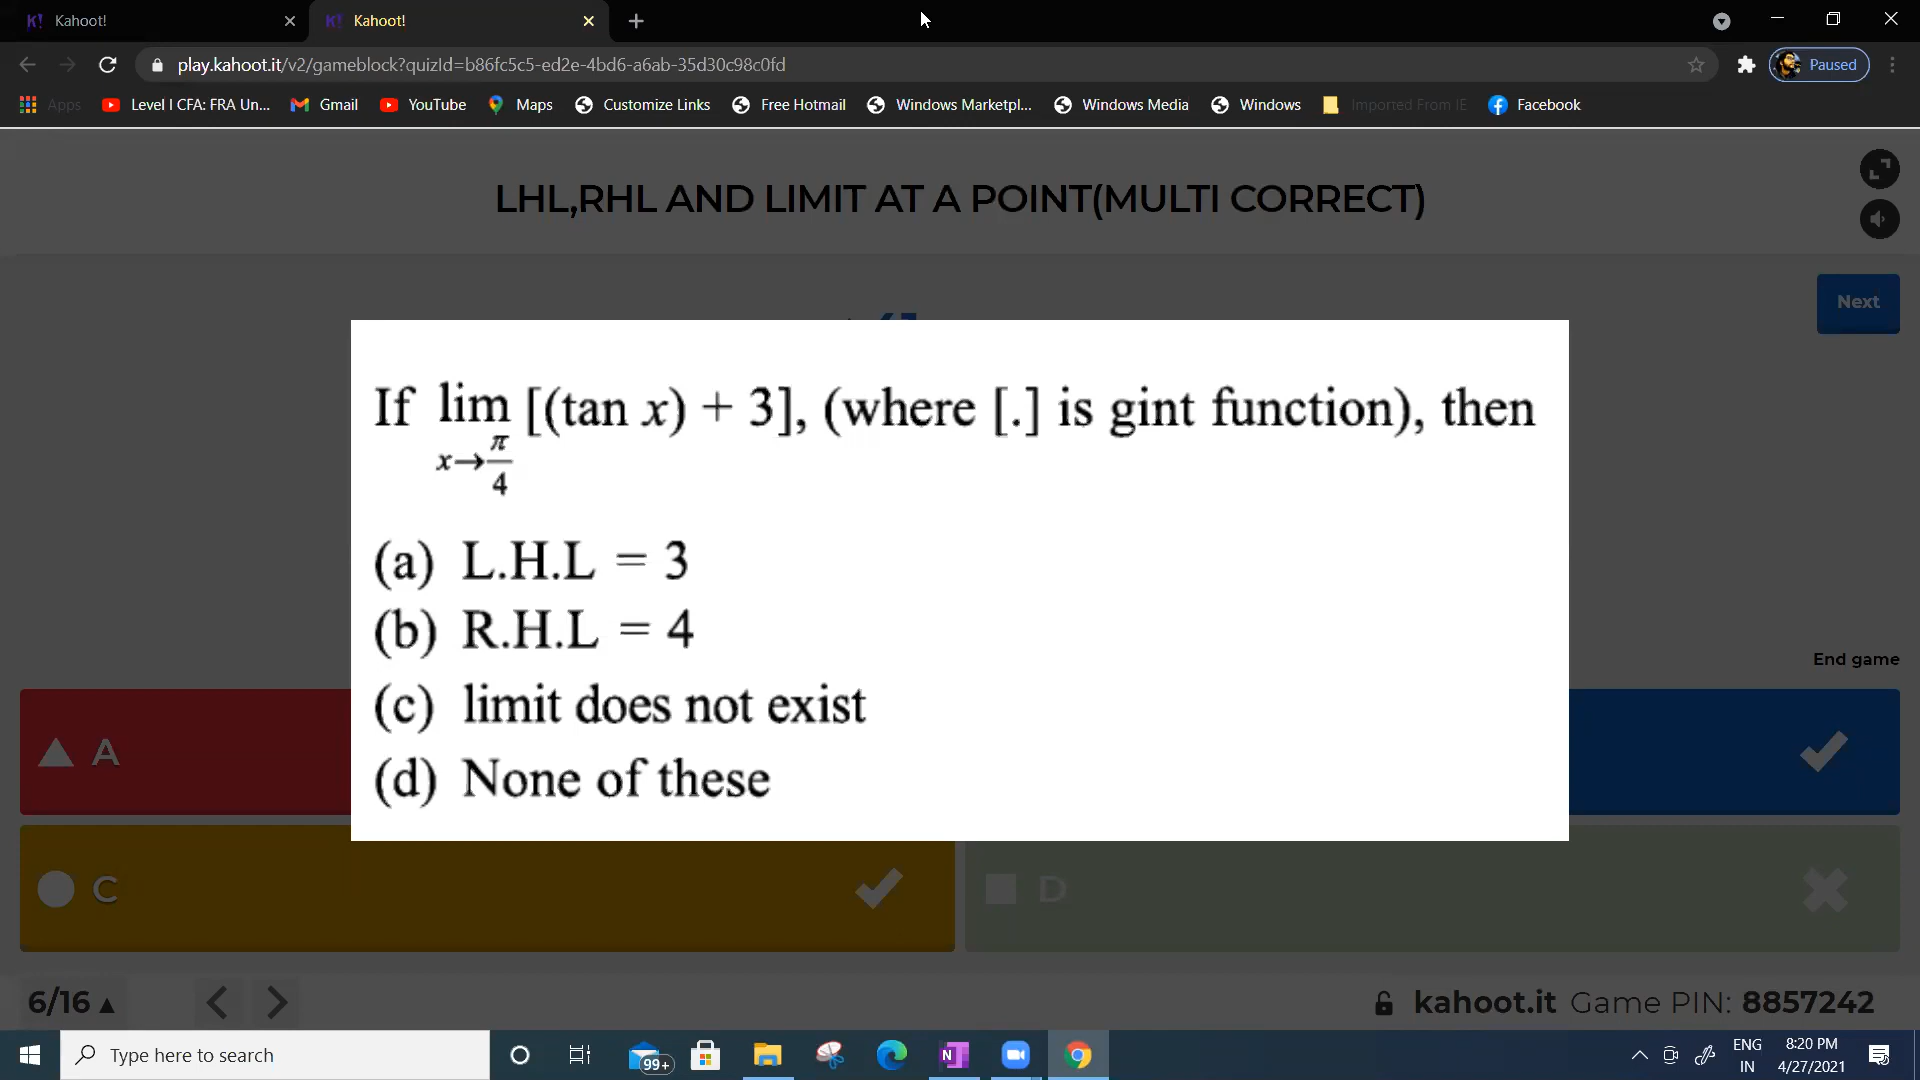 Kahoot!
Kahoot!
play.kahoot.it/v2/gameblock?quizId=b86fc5c5-ed2e-4bd6-a6ab-35d30c98c0fd
Paused
Apps
Level I CFA: FRA Un...
Gmail
YouTube
Maps
Customize Links
Free Hotmail
Windows Marketpl...
Windows Media
Windows
Imported From IE
Facebook
LHL,RHL AND LIMIT AT A POINT(MULTI CORRECT)
Next
If lim x→π/4 [(tan x) + 3], (where [.] is gint function), then
(a) L.H.L = 3
(b) R.H.L = 4
(c) limit does not exist
(d) None of these
End game
A
C
D
6/16
kahoot.it Game PIN: 8857242
Type here to search
99+
ENG
IN
8:20 PM
4/27/2021